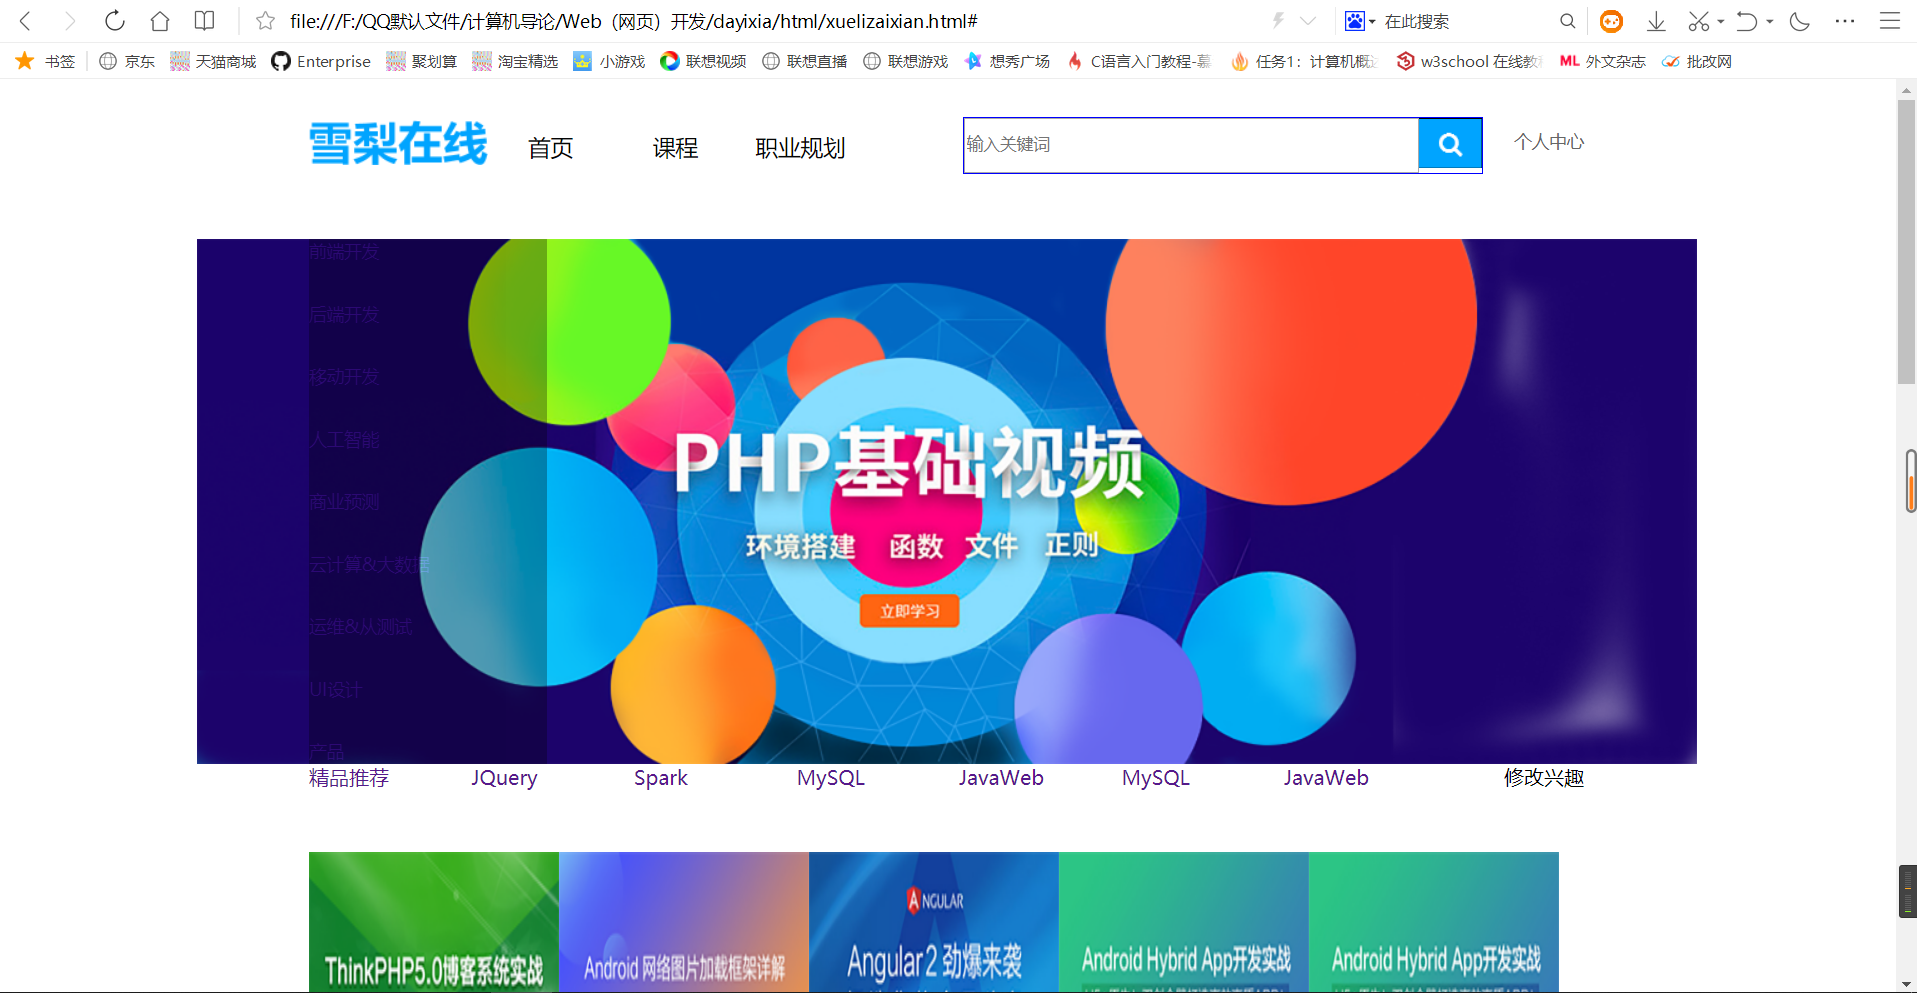 file:///F:/QQ默认文件/计算机导论/Web（网页）开发/dayixia/html/xuelizaixian.html#
在此搜索
书签 京东 天猫商城 Enterprise 聚划算 淘宝精选 小游戏 联想视频 联想直播 联想游戏 想秀广场 C语言入门教程-慕 任务1：计算机概 w3school 在线教 ML 外文杂志 批改网
雪梨在线 首页 课程 职业规划 输入关键词 个人中心
前端开发
后端开发
移动开发
人工智能
商业预测
云计算&大数据
运维&从测试
UI设计
产品
PHP基础视频
环境搭建 函数 文件 正则
立即学习
精品推荐 JQuery Spark MySQL JavaWeb MySQL JavaWeb 修改兴趣
ANGULAR
ThinkPHP5.0博客系统实战 Android 网络图片加载框架详解 Angular2 劲爆来袭 Android Hybrid App开发实战 Android Hybrid App开发实战